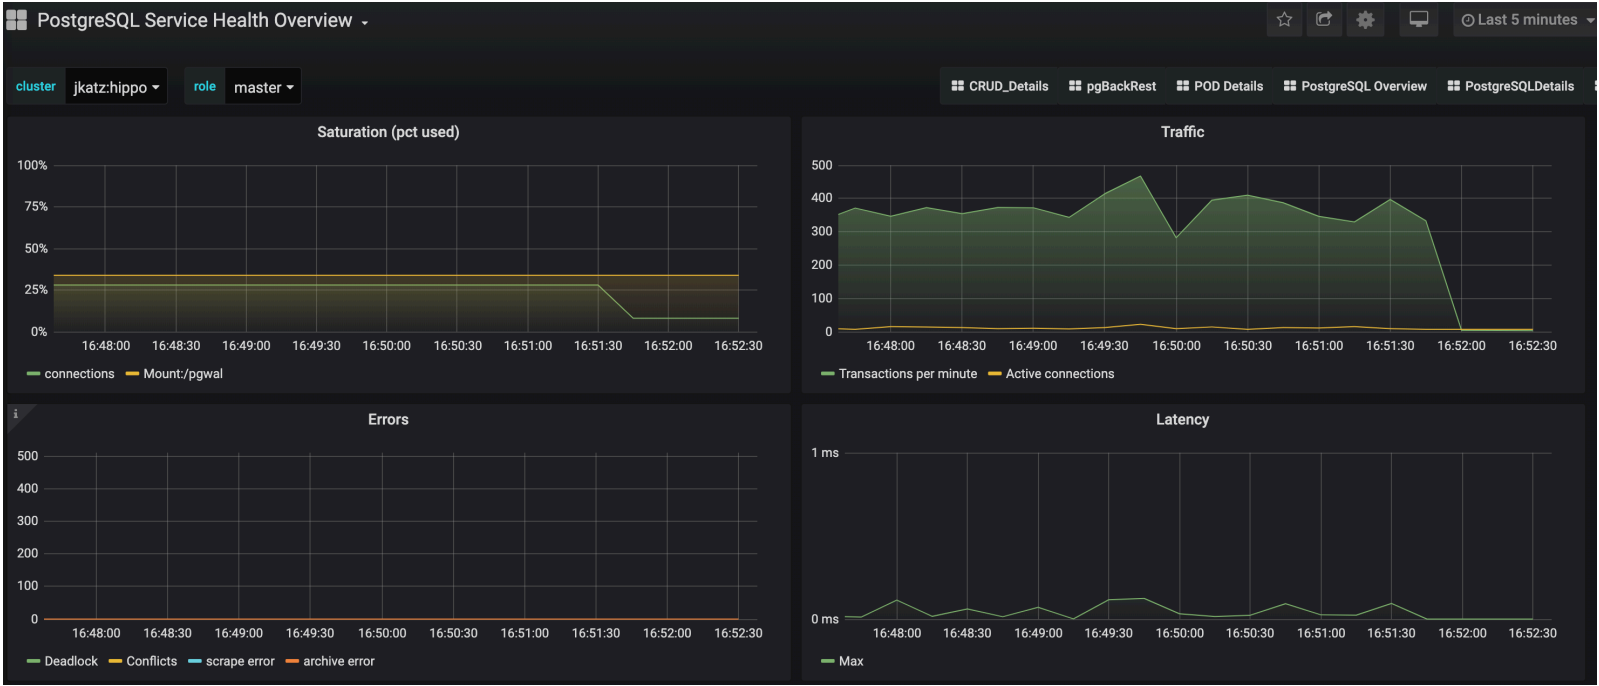 PostgreSQL Service Health Overview
Last 5 minutes
cluster jkatz:hippo role master
CRUD_Details pgBackRest POD Details PostgreSQL Overview PostgreSQLDetails
Saturation (pct used)
100%
75%
50%
25%
0%
16:48:00 16:48:30 16:49:00 16:49:30 16:50:00 16:50:30 16:51:00 16:51:30 16:52:00 16:52:30
connections Mount:/pgwal
Traffic
500
400
300
200
100
0
16:48:00 16:48:30 16:49:00 16:49:30 16:50:00 16:50:30 16:51:00 16:51:30 16:52:00 16:52:30
Transactions per minute Active connections
i
Errors
500
400
300
200
100
0
16:48:00 16:48:30 16:49:00 16:49:30 16:50:00 16:50:30 16:51:00 16:51:30 16:52:00 16:52:30
Deadlock Conflicts scrape error archive error
Latency
1 ms
0 ms
16:48:00 16:48:30 16:49:00 16:49:30 16:50:00 16:50:30 16:51:00 16:51:30 16:52:00 16:52:30
Max